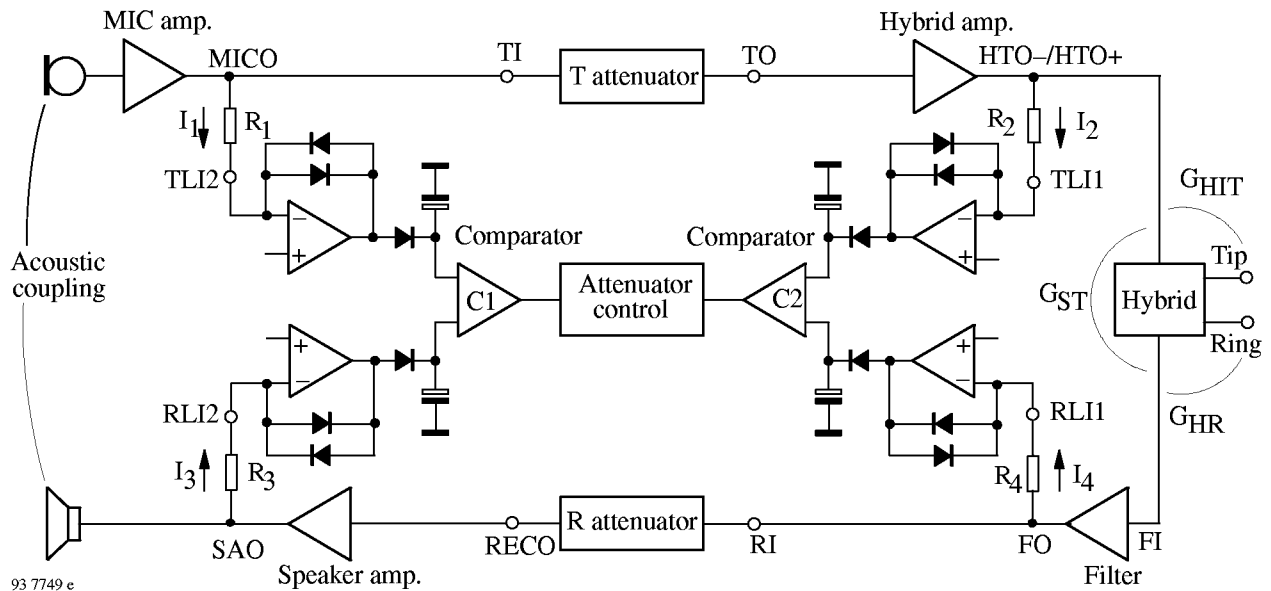 MIC amp.
Hybrid amp.
MICO
TI
TO
HTO–/HTO+
T attenuator
I1
R1
R2
I2
TLI2
TLI1
GHIT
–
–
+
+
Comparator
Comparator
Acoustic
coupling
Tip
C1
Attenuator
control
C2
GST
Hybrid
Ring
+
+
–
–
RLI2
RLI1
GHR
I3
R3
R4
I4
R attenuator
SAO
RECO
RI
FO
FI
Speaker amp.
Filter
93 7749 e